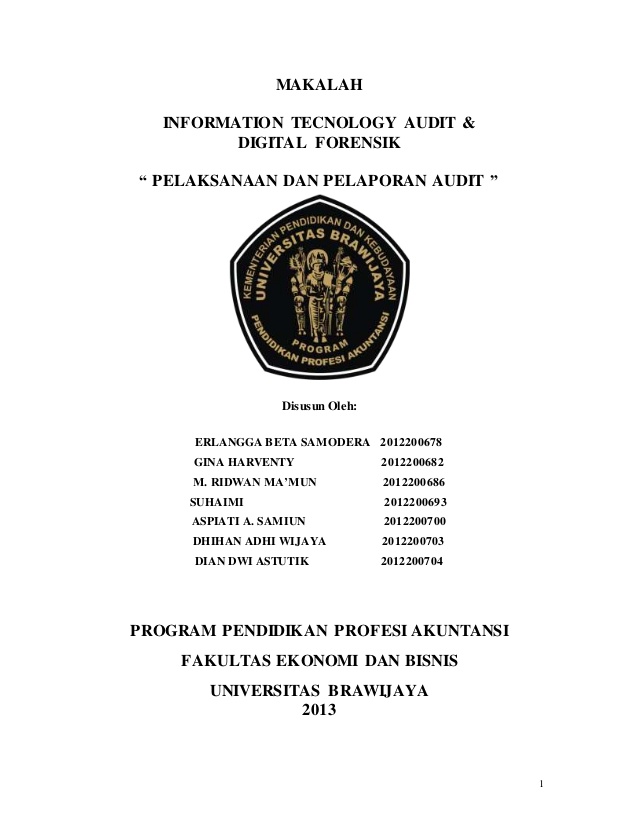 MAKALAH
INFORMATION TECNOLOGY AUDIT &
DIGITAL FORENSIK
“ PELAKSANAAN DAN PELAPORAN AUDIT ”
KEMENTERIAN PENDIDIKAN DAN KEBUDAYAAN
UNIVERSITAS BRAWIJAYA
PROGRAM
PENDIDIKAN PROFESI AKUNTANSI
Disusun Oleh:
ERLANGGA BETA SAMODERA 2012200678
GINA HARVENTY 2012200682
M. RIDWAN MA’MUN 2012200686
SUHAIMI 2012200693
ASPIATI A. SAMIUN 2012200700
DHIHAN ADHI WIJAYA 2012200703
DIAN DWI ASTUTIK 2012200704
PROGRAM PENDIDIKAN PROFESI AKUNTANSI
FAKULTAS EKONOMI DAN BISNIS
UNIVERSITAS BRAWIJAYA
2013
1